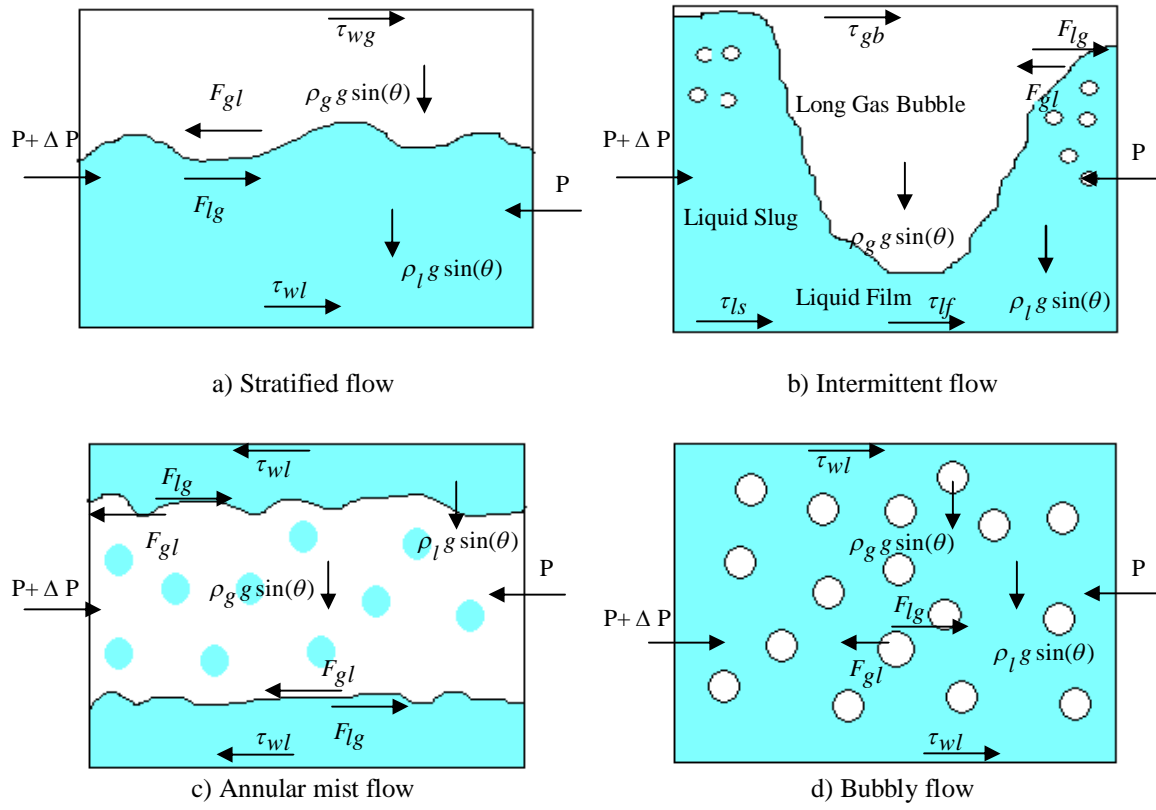 τwg
Fgl
ρg g sin(θ)
P+ Δ P
Flg
P
ρl g sin(θ)
τwl
a) Stratified flow
τgb
Flg
Fgl
Long Gas Bubble
P+ Δ P
P
Liquid Slug
ρg g sin(θ)
Liquid Film
τls
τlf
ρl g sin(θ)
b) Intermittent flow
τwl
Flg
Fgl
ρl g sin(θ)
ρg g sin(θ)
P+ Δ P
P
Fgl
Flg
τwl
c) Annular mist flow
τwl
ρg g sin(θ)
P
P+ Δ P
Flg
Fgl
ρl g sin(θ)
τwl
d) Bubbly flow